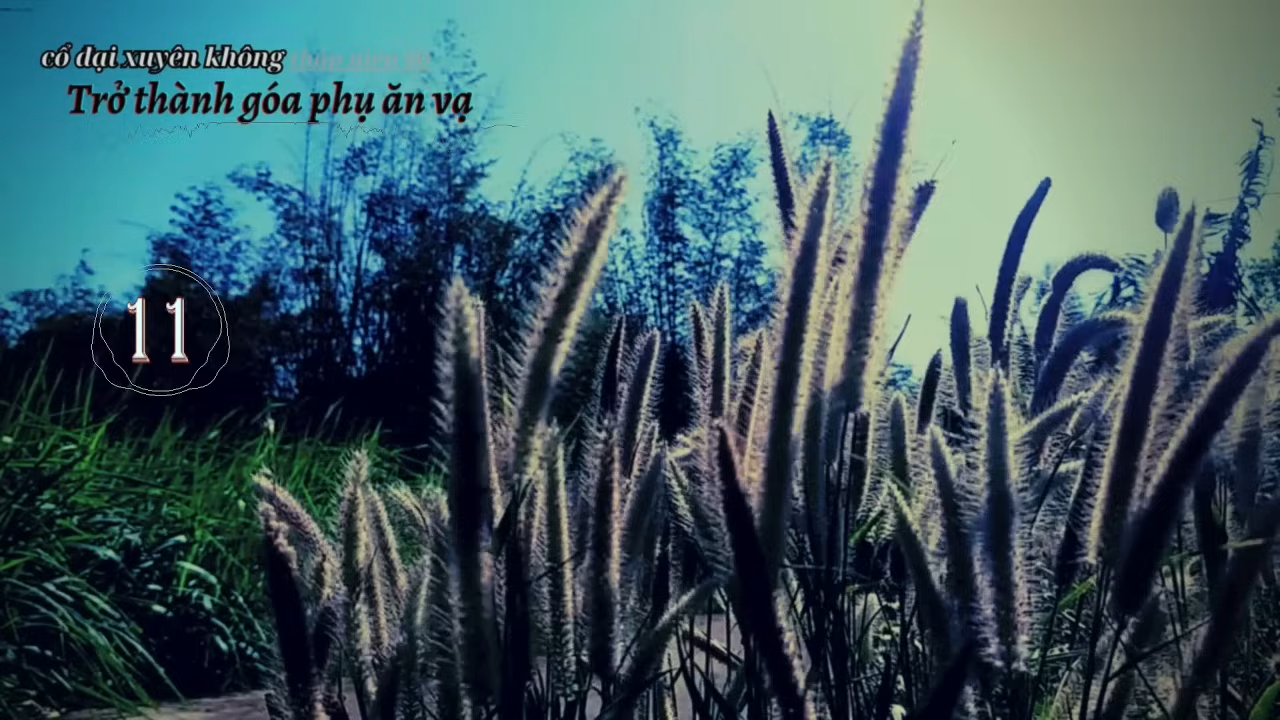 cổ đại xuyên không
Trở thành góa phụ ăn vạ
11